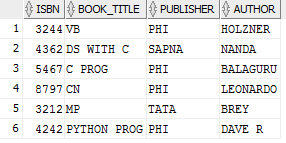 ISBN BOOK_TITLE PUBLISHER AUTHOR
1 3244 VB PHI HOLZNER
2 4362 DS WITH C SAPNA NANDA
3 5467 C PROG PHI BALAGURU
4 8797 CN PHI LEONARDO
5 3212 MP TATA BREY
6 4242 PYTHON PROG PHI DAVE R